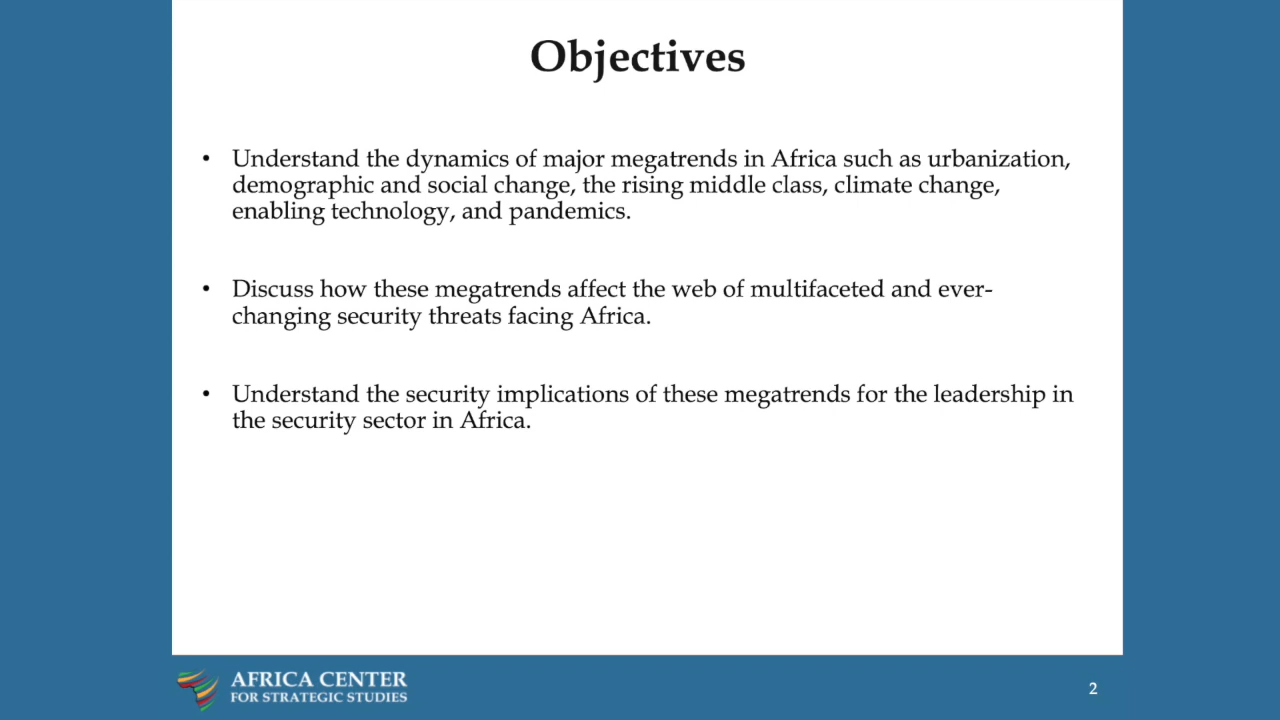 Objectives
• Understand the dynamics of major megatrends in Africa such as urbanization,
demographic and social change, the rising middle class, climate change,
enabling technology, and pandemics.
• Discuss how these megatrends affect the web of multifaceted and ever-
changing security threats facing Africa.
• Understand the security implications of these megatrends for the leadership in
the security sector in Africa.
AFRICA CENTER
FOR STRATEGIC STUDIES
2